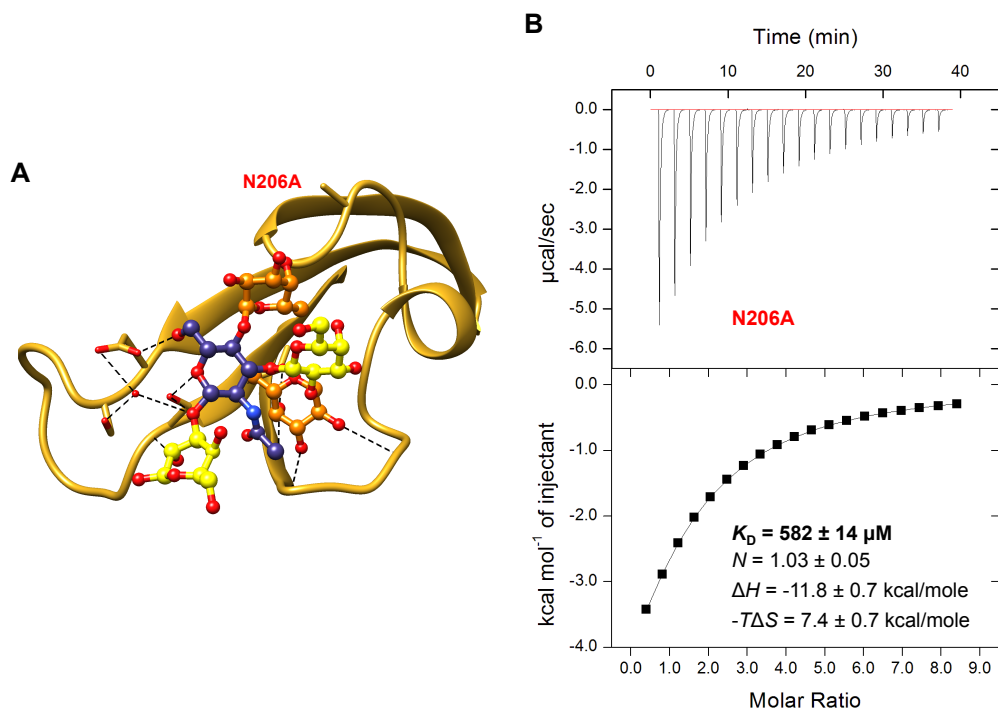 A
N206A
B
Time (min)
0 10 20 30 40
0.0
-1.0
-2.0
-3.0
-4.0
-5.0
-6.0
µcal/sec
N206A
0.0
-1.0
-2.0
-3.0
-4.0
kcal mol⁻¹ of injectant
K_D = 582 ± 14 µM
N = 1.03 ± 0.05
ΔH = -11.8 ± 0.7 kcal/mole
-TΔS = 7.4 ± 0.7 kcal/mole
0.0 1.0 2.0 3.0 4.0 5.0 6.0 7.0 8.0 9.0
Molar Ratio